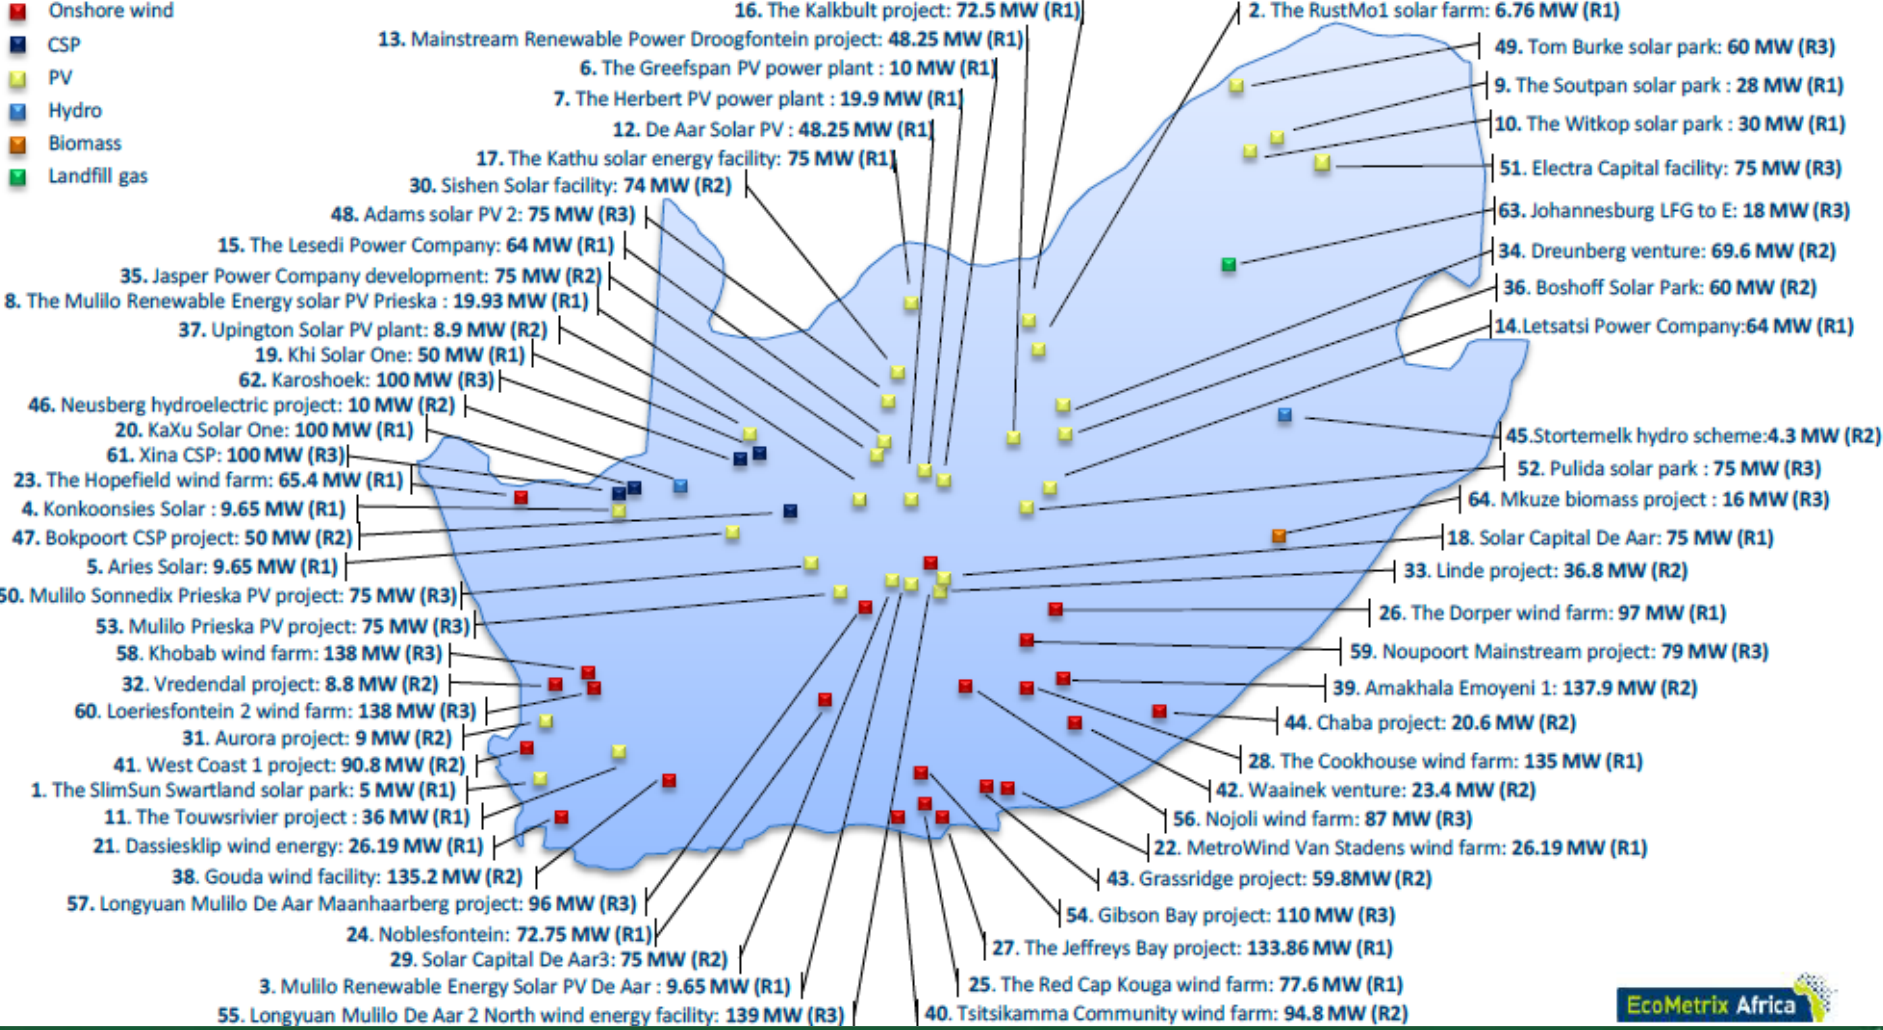 Onshore wind
CSP
PV
Hydro
Biomass
Landfill gas
16. The Kalkbult project: 72.5 MW (R1)
13. Mainstream Renewable Power Droogfontein project: 48.25 MW (R1)
6. The Greefspan PV power plant : 10 MW (R1)
7. The Herbert PV power plant : 19.9 MW (R1)
12. De Aar Solar PV : 48.25 MW (R1)
17. The Kathu solar energy facility: 75 MW (R1)
30. Sishen Solar facility: 74 MW (R2)
48. Adams solar PV 2: 75 MW (R3)
15. The Lesedi Power Company: 64 MW (R1)
35. Jasper Power Company development: 75 MW (R2)
8. The Mulilo Renewable Energy solar PV Prieska : 19.93 MW (R1)
37. Upington Solar PV plant: 8.9 MW (R2)
19. Khi Solar One: 50 MW (R1)
62. Karoshoek: 100 MW (R3)
46. Neusberg hydroelectric project: 10 MW (R2)
20. KaXu Solar One: 100 MW (R1)
61. Xina CSP: 100 MW (R3)
23. The Hopefield wind farm: 65.4 MW (R1)
4. Konkoonsies Solar : 9.65 MW (R1)
47. Bokpoort CSP project: 50 MW (R2)
5. Aries Solar: 9.65 MW (R1)
50. Mulilo Sonnedix Prieska PV project: 75 MW (R3)
53. Mulilo Prieska PV project: 75 MW (R3)
58. Khobab wind farm: 138 MW (R3)
32. Vredendal project: 8.8 MW (R2)
60. Loeriesfontein 2 wind farm: 138 MW (R3)
31. Aurora project: 9 MW (R2)
41. West Coast 1 project: 90.8 MW (R2)
1. The SlimSun Swartland solar park: 5 MW (R1)
11. The Touwsrivier project : 36 MW (R1)
21. Dassiesklip wind energy: 26.19 MW (R1)
38. Gouda wind facility: 135.2 MW (R2)
57. Longyuan Mulilo De Aar Maanhaarberg project: 96 MW (R3)
24. Noblesfontein: 72.75 MW (R1)
29. Solar Capital De Aar3: 75 MW (R2)
3. Mulilo Renewable Energy Solar PV De Aar : 9.65 MW (R1)
55. Longyuan Mulilo De Aar 2 North wind energy facility: 139 MW (R3)
2. The RustMo1 solar farm: 6.76 MW (R1)
49. Tom Burke solar park: 60 MW (R3)
9. The Soutpan solar park : 28 MW (R1)
10. The Witkop solar park : 30 MW (R1)
51. Electra Capital facility: 75 MW (R3)
63. Johannesburg LFG to E: 18 MW (R3)
34. Dreunberg venture: 69.6 MW (R2)
36. Boshoff Solar Park: 60 MW (R2)
14.Letsatsi Power Company:64 MW (R1)
45.Stortemelk hydro scheme:4.3 MW (R2)
52. Pulida solar park : 75 MW (R3)
64. Mkuze biomass project : 16 MW (R3)
18. Solar Capital De Aar: 75 MW (R1)
33. Linde project: 36.8 MW (R2)
26. The Dorper wind farm: 97 MW (R1)
59. Noupoort Mainstream project: 79 MW (R3)
39. Amakhala Emoyeni 1: 137.9 MW (R2)
44. Chaba project: 20.6 MW (R2)
28. The Cookhouse wind farm: 135 MW (R1)
42. Waainek venture: 23.4 MW (R2)
56. Nojoli wind farm: 87 MW (R3)
22. MetroWind Van Stadens wind farm: 26.19 MW (R1)
43. Grassridge project: 59.8MW (R2)
54. Gibson Bay project: 110 MW (R3)
27. The Jeffreys Bay project: 133.86 MW (R1)
25. The Red Cap Kouga wind farm: 77.6 MW (R1)
40. Tsitsikamma Community wind farm: 94.8 MW (R2)
EcoMetrix Africa